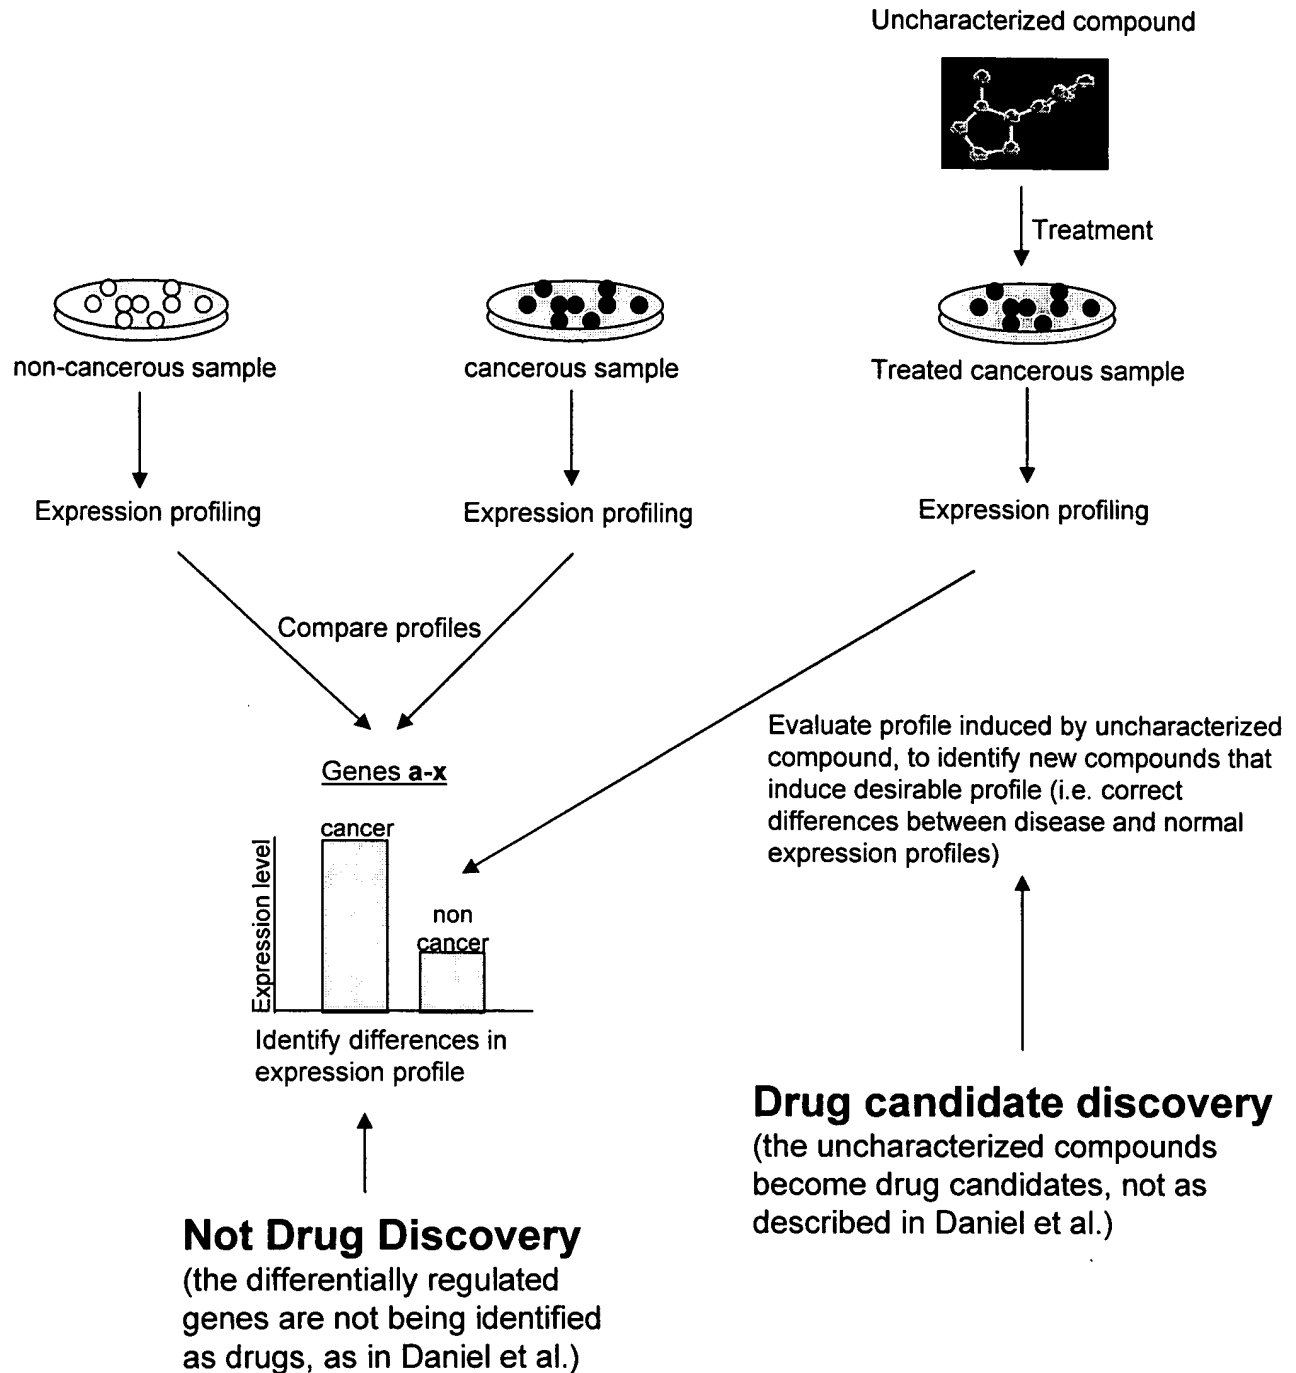 Uncharacterized compound
Treatment
non-cancerous sample
cancerous sample
Treated cancerous sample
Expression profiling
Expression profiling
Expression profiling
Compare profiles
Genes a-x
cancer
non
cancer
Expression level
Identify differences in
expression profile
Evaluate profile induced by uncharacterized
compound, to identify new compounds that
induce desirable profile (i.e. correct
differences between disease and normal
expression profiles)
Drug candidate discovery
(the uncharacterized compounds
become drug candidates, not as
described in Daniel et al.)
Not Drug Discovery
(the differentially regulated
genes are not being identified
as drugs, as in Daniel et al.)